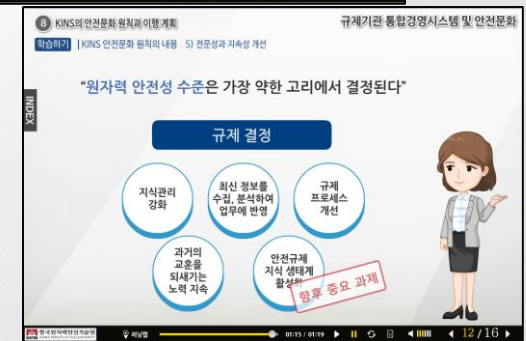 8 KINS의 안전문화 원칙과 이행 계획
규제기관 통합경영시스템 및 안전문화
학습하기 | KINS 안전문화 원칙의 내용 5) 전문성과 지속성 개선
INDEX
“원자력 안전성 수준은 가장 약한 고리에서 결정된다”
규제 결정
지식관리
강화
최신 정보를
수집, 분석하여
업무에 반영
규제
프로세스
개선
과거의
교훈을
되새기는
노력 지속
안전규제
지식 생태계
활성화
향후 중요 과제
한국원자력안전기술원
러닝맵
01:15 / 01:19
12 / 16